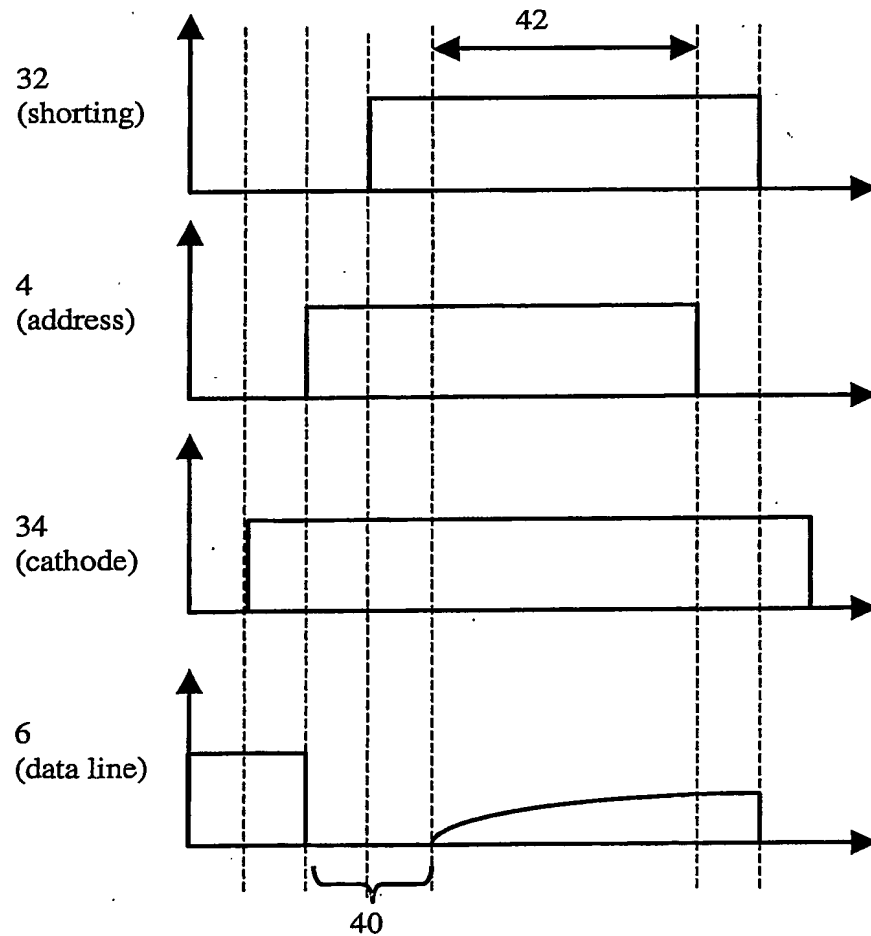 42
32
(shorting)
4
(address)
34
(cathode)
6
(data line)
40